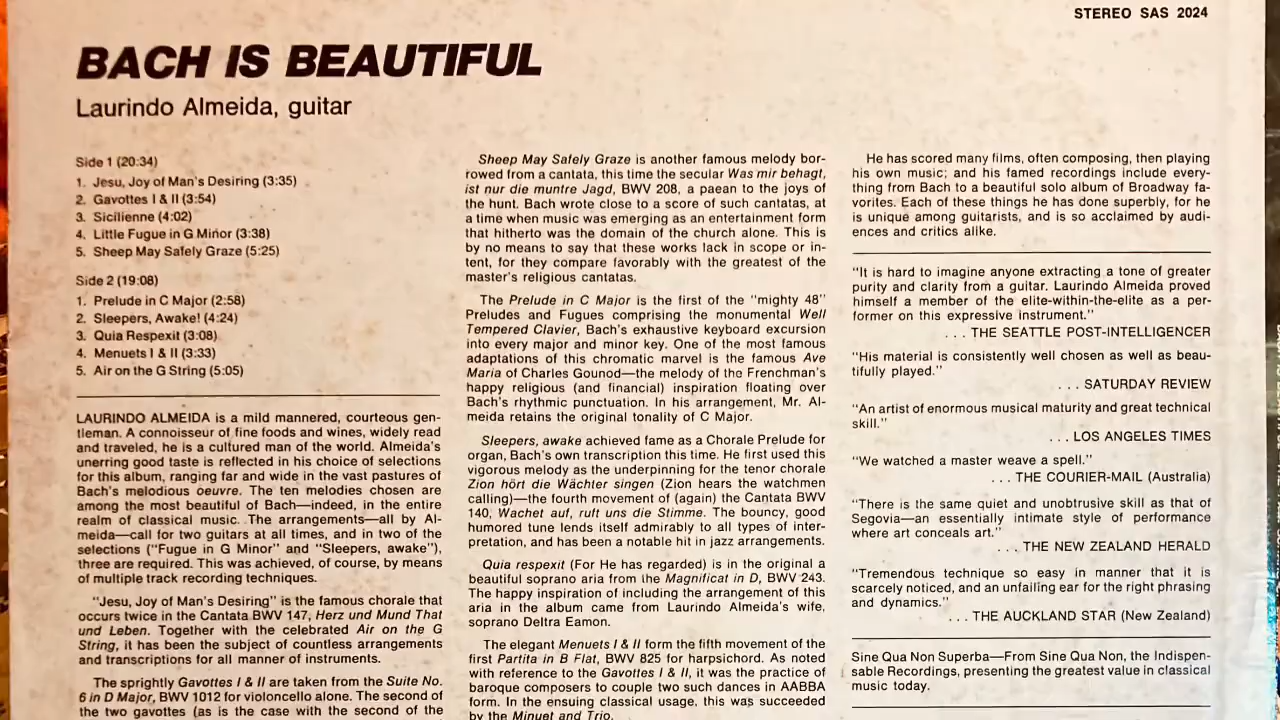 STEREO SAS 2024
BACH IS BEAUTIFUL
Laurindo Almeida, guitar
Side 1 (20:34)
1. Jesu, Joy of Man's Desiring (3:35)
2. Gavottes I & II (3:54)
3. Sicilienne (4:02)
4. Little Fugue in G Minor (3:38)
5. Sheep May Safely Graze (5:25)
Side 2 (19:08)
1. Prelude in C Major (2:58)
2. Sleepers, Awake! (4:24)
3. Quia Respexit (3:08)
4. Menuets I & II (3:33)
5. Air on the G String (5:05)
LAURINDO ALMEIDA is a mild mannered, courteous gen-
tleman. A connoisseur of fine foods and wines, widely read
and traveled, he is a cultured man of the world. Almeida's
unerring good taste is reflected in his choice of selections
for this album, ranging far and wide in the vast pastures of
Bach's melodious oeuvre. The ten melodies chosen are
among the most beautiful of Bach—indeed, in the entire
realm of classical music. The arrangements—all by Al-
meida—call for two guitars at all times, and in two of the
selections ("Fugue in G Minor" and "Sleepers, awake"),
three are required. This was achieved, of course, by means
of multiple track recording techniques.
"Jesu, Joy of Man's Desiring" is the famous chorale that
occurs twice in the Cantata BWV 147, Herz und Mund That
und Leben. Together with the celebrated Air on the G
String, it has been the subject of countless arrangements
and transcriptions for all manner of instruments.
The sprightly Gavottes I & II are taken from the Suite No.
6 in D Major, BWV 1012 for violoncello alone. The second of
the two gavottes (as is the case with the second of the
Sheep May Safely Graze is another famous melody bor-
rowed from a cantata, this time the secular Was mir behagt,
ist nur die muntre Jagd, BWV 208, a paean to the joys of
the hunt. Bach wrote close to a score of such cantatas, at
a time when music was emerging as an entertainment form
that hitherto was the domain of the church alone. This is
by no means to say that these works lack in scope or in-
tent, for they compare favorably with the greatest of the
master's religious cantatas.
The Prelude in C Major is the first of the "mighty 48"
Preludes and Fugues comprising the monumental Well
Tempered Clavier, Bach's exhaustive keyboard excursion
into every major and minor key. One of the most famous
adaptations of this chromatic marvel is the famous Ave
Maria of Charles Gounod—the melody of the Frenchman's
happy religious (and financial) inspiration floating over
Bach's rhythmic punctuation. In his arrangement, Mr. Al-
meida retains the original tonality of C Major.
Sleepers, awake achieved fame as a Chorale Prelude for
organ, Bach's own transcription this time. He first used this
vigorous melody as the underpinning for the tenor chorale
Zion hört die Wächter singen (Zion hears the watchmen
calling)—the fourth movement of (again) the Cantata BWV
140, Wachet auf, ruft uns die Stimme. The bouncy, good
humored tune lends itself admirably to all types of inter-
pretation, and has been a notable hit in jazz arrangements.
Quia respexit (For He has regarded) is in the original a
beautiful soprano aria from the Magnificat in D, BWV 243.
The happy inspiration of including the arrangement of this
aria in the album came from Laurindo Almeida's wife,
soprano Deltra Eamon.
The elegant Menuets I & II form the fifth movement of the
first Partita in B Flat, BWV 825 for harpsichord. As noted
with reference to the Gavottes I & II, it was the practice of
baroque composers to couple two such dances in AABBA
form. In the ensuing classical usage, this was succeeded
by the Minuet and Trio.
He has scored many films, often composing, then playing
his own music; and his famed recordings include every-
thing from Bach to a beautiful solo album of Broadway fa-
vorites. Each of these things he has done superbly, for he
is unique among guitarists, and is so acclaimed by audi-
ences and critics alike.
"It is hard to imagine anyone extracting a tone of greater
purity and clarity from a guitar. Laurindo Almeida proved
himself a member of the elite-within-the-elite as a per-
former on this expressive instrument."
. . . THE SEATTLE POST-INTELLIGENCER
"His material is consistently well chosen as well as beau-
tifully played."
. . . SATURDAY REVIEW
"An artist of enormous musical maturity and great technical
skill."
. . . LOS ANGELES TIMES
"We watched a master weave a spell."
. . . THE COURIER-MAIL (Australia)
"There is the same quiet and unobtrusive skill as that of
Segovia—an essentially intimate style of performance
where art conceals art."
. . . THE NEW ZEALAND HERALD
"Tremendous technique so easy in manner that it is
scarcely noticed, and an unfailing ear for the right phrasing
and dynamics."
. . . THE AUCKLAND STAR (New Zealand)
Sine Qua Non Superba—From Sine Qua Non, the Indispen-
sable Recordings, presenting the greatest value in classical
music today.